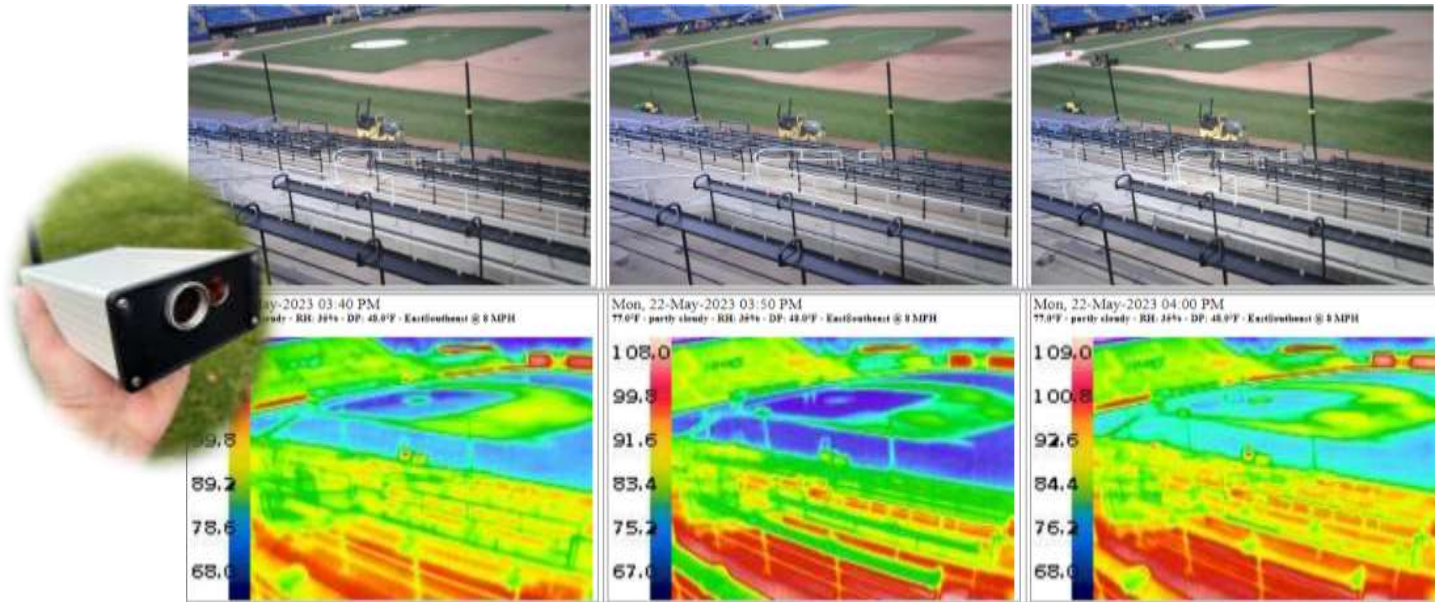 ay-2023 03:40 PM
cloudy - RH: 36% - DP: 48.0°F - EastSoutheast @ 8 MPH
89.2
78.6
68.0
Mon, 22-May-2023 03:50 PM
77.0°F - partly cloudy - RH: 36% - DP: 48.0°F - EastSoutheast @ 8 MPH
108.0
99.8
91.6
83.4
75.2
67.0
Mon, 22-May-2023 04:00 PM
77.0°F - partly cloudy - RH: 36% - DP: 48.0°F - EastSoutheast @ 8 MPH
109.0
100.8
92.6
84.4
76.2
68.0